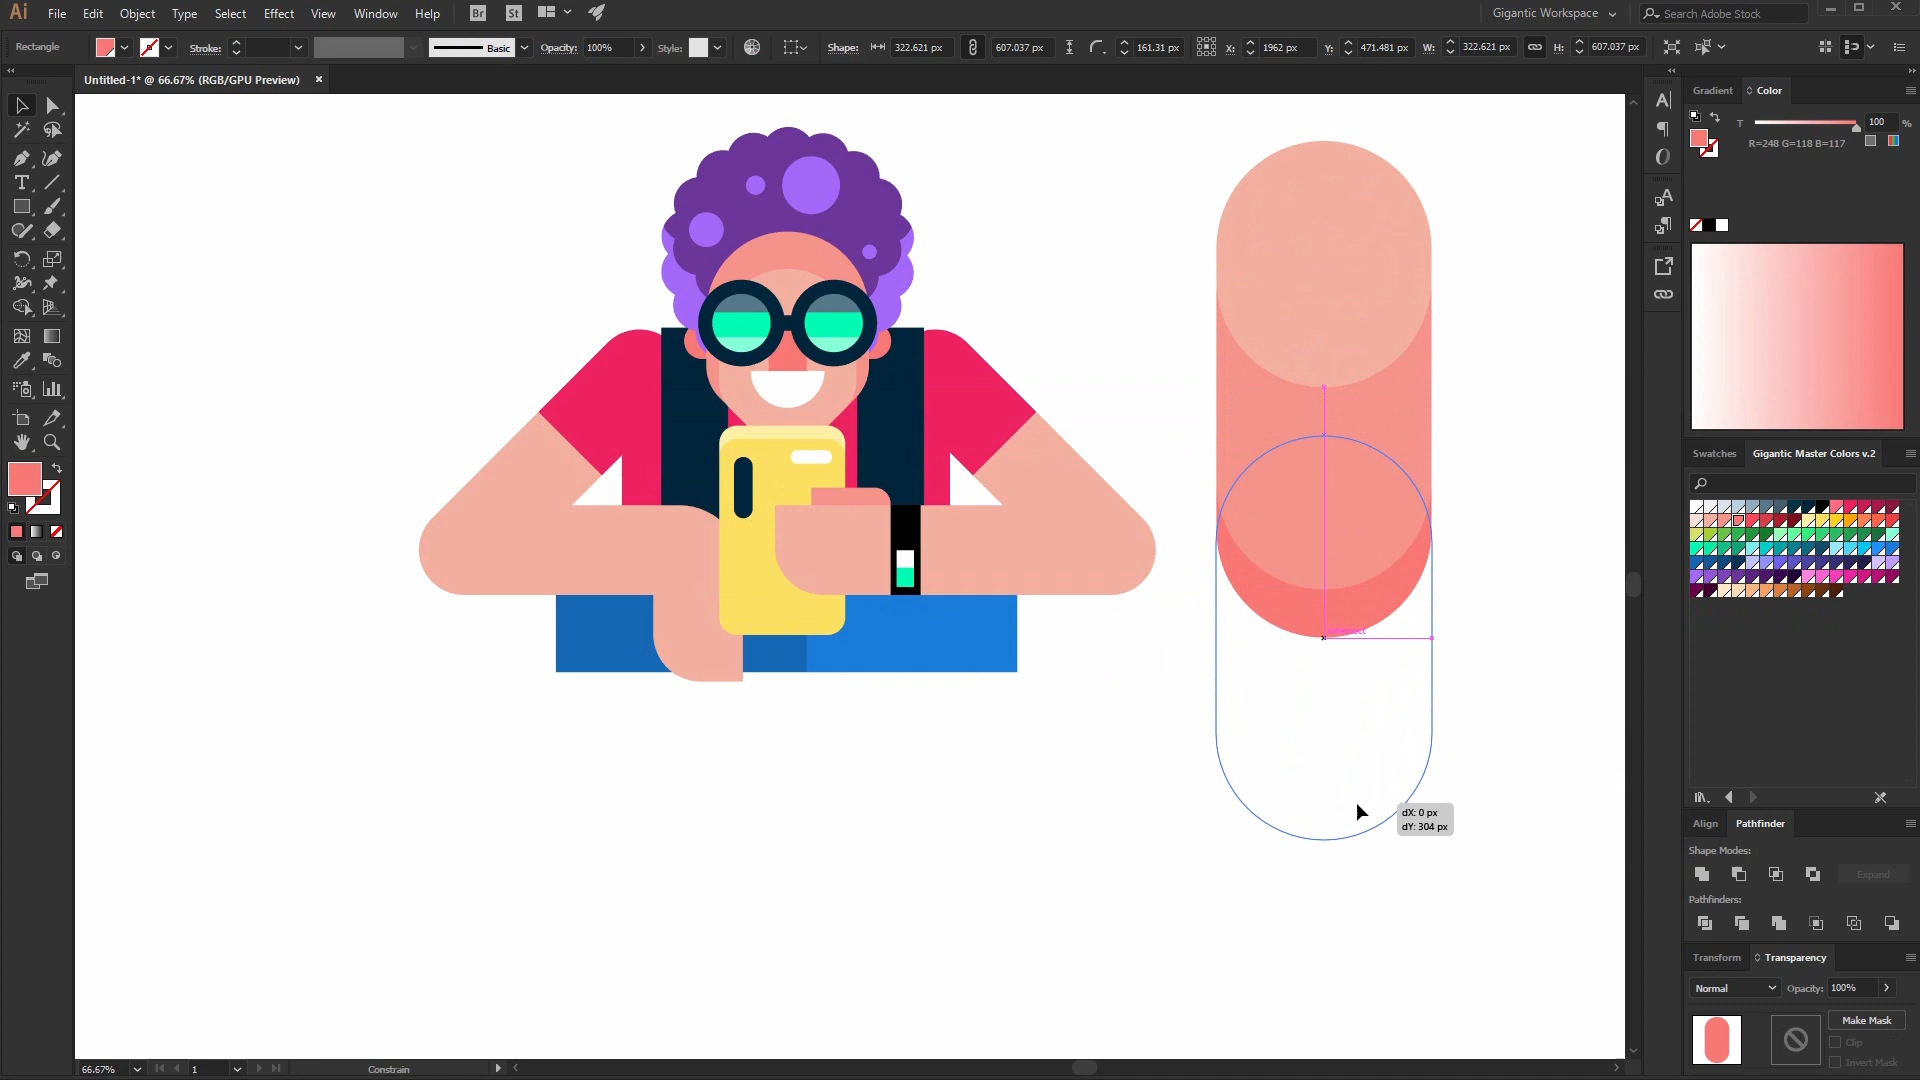 Ai File Edit Object Type Select Effect View Window Help Br St Gigantic Workspace Search Adobe Stock
Rectangle Stroke: Basic Opacity: 100% Style: Shape: 322.621 px 607.037 px 161.31 px X: 1962 px Y: 471.481 px W: 322.621 px H: 607.037 px
Untitled-1* @ 66.67% (RGB/GPU Preview) ×
Gradient Color
T 100 %
R=248 G=118 B=117
Swatches Gigantic Master Colors v.2
dX: 0 px
dY: 304 px
Align Pathfinder
Shape Modes:
Expand
Pathfinders:
Transform Transparency
Normal Opacity: 100%
Make Mask
Clip
Invert Mask
66.67% 1 Constrain